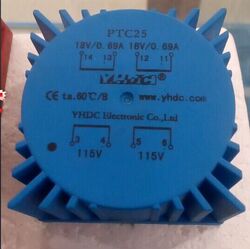 PTC25
18V/0.69A 18V/0.69A
14 13 12 11
YHDC
CE ta.60°C/B www.yhdc.com
YHDC Electronic Co.,Ltd
3 4 5 6
115V 115V